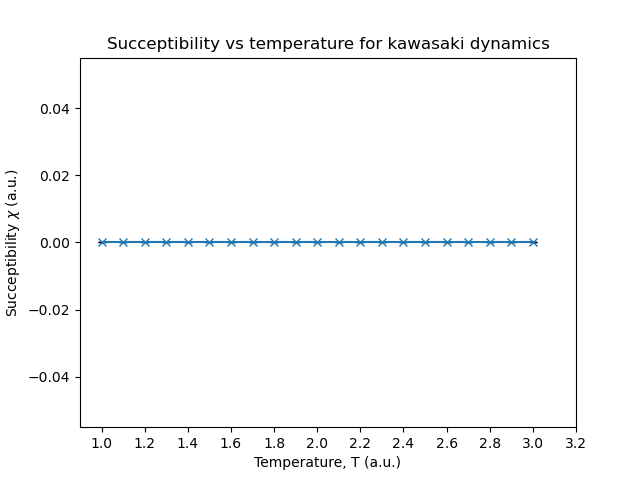 Succeptibility vs temperature for kawasaki dynamics
0.04
0.02
0.00
−0.02
−0.04
Succeptibility χ (a.u.)
1.0 1.2 1.4 1.6 1.8 2.0 2.2 2.4 2.6 2.8 3.0 3.2
Temperature, T (a.u.)